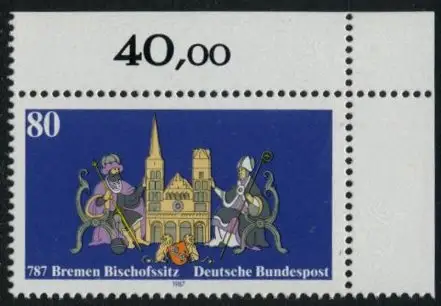 40,00
80
787 Bremen Bischofssitz Deutsche Bundespost
1987